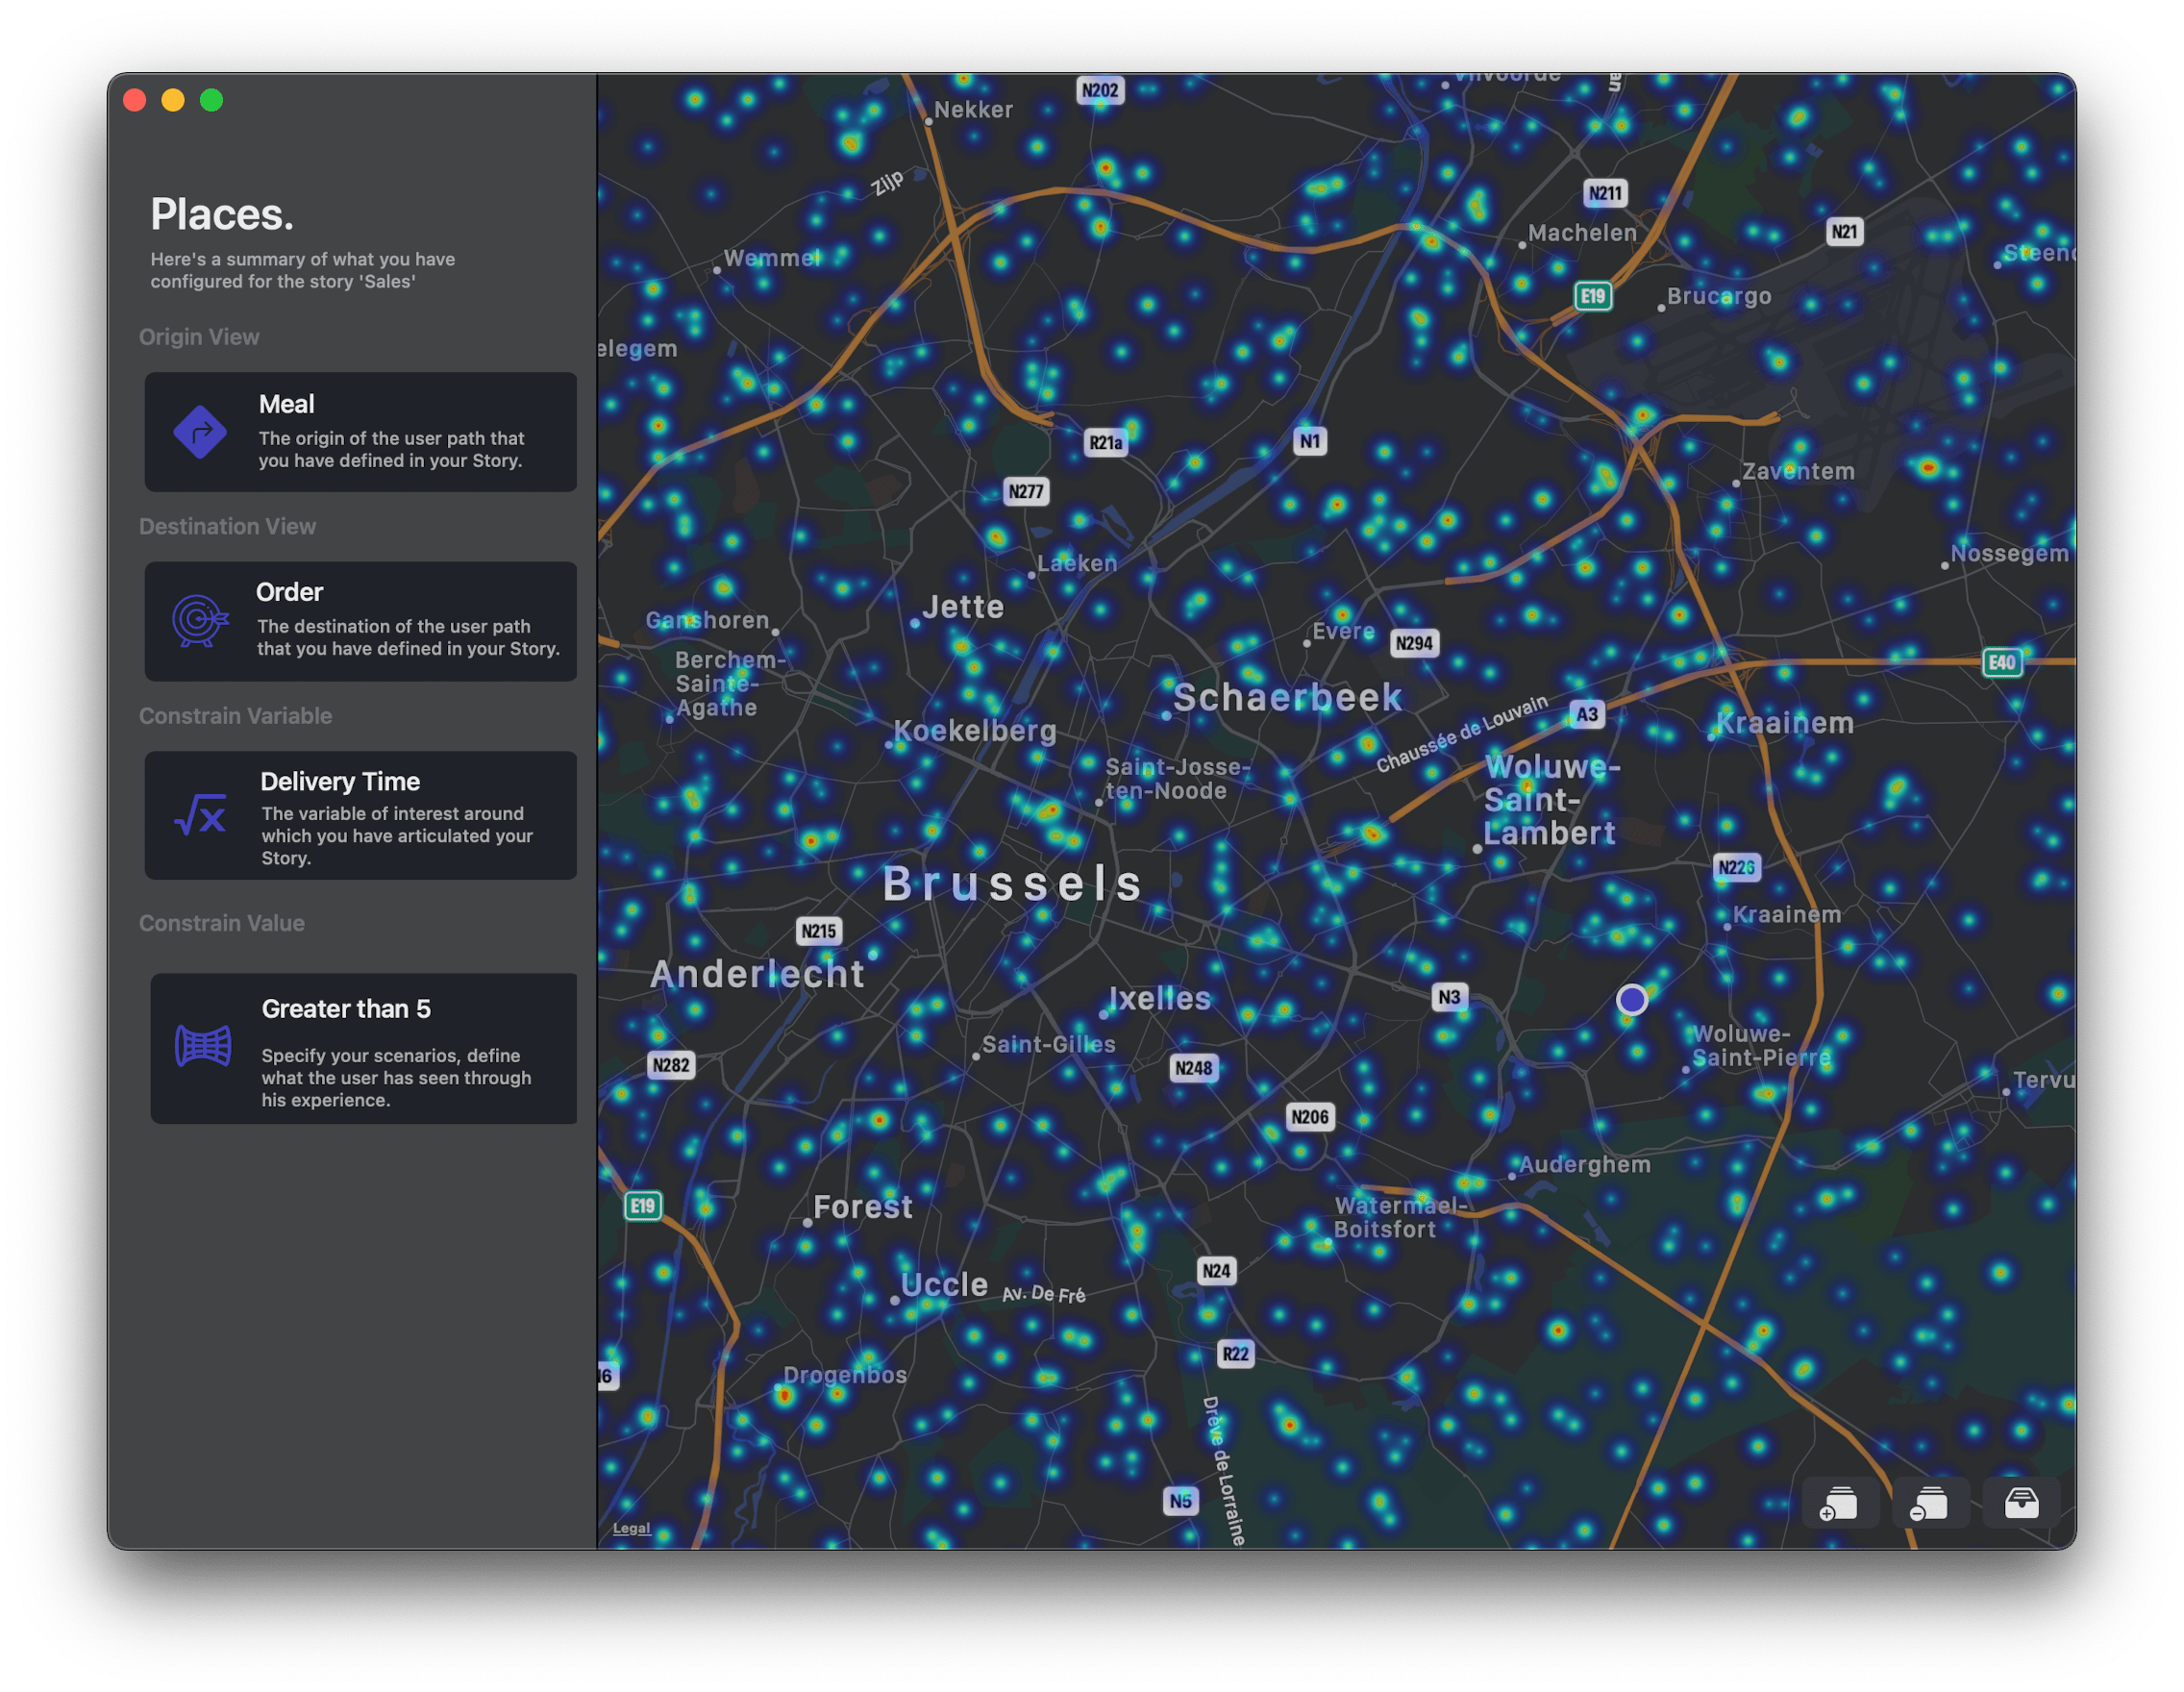 Places.
Here's a summary of what you have
configured for the story 'Sales'
Origin View
Meal
The origin of the user path that
you have defined in your Story.
Destination View
Order
The destination of the user path
that you have defined in your Story.
Constrain Variable
Delivery Time
The variable of interest around
which you have articulated your
Story.
Constrain Value
Greater than 5
Specify your scenarios, define
what the user has seen through
his experience.
N202
Vilvoorde
Nekker
Zijp
N211
N21
Machelen
Wemmel
Steeno
E19
Brucargo
elegem
R21a
N1
N277
Zaventem
Nossegem
Laeken
Jette
Ganshoren
Evere
N294
Berchem-
Sainte-
Agathe
E40
Schaerbeek
Chaussée de Louvain
A3
Kraainem
Koekelberg
Saint-Josse-
ten-Noode
Woluwe-
Saint-
Lambert
N226
Brussels
Kraainem
N215
Anderlecht
Ixelles
N3
Saint-Gilles
Woluwe-
Saint-Pierre
N282
N248
Tervu
N206
Auderghem
E19
Forest
Watermael-
Boitsfort
N24
Uccle
Av. De Fré
R22
Drogenbos
N6
Drève de Lorraine
N5
Legal